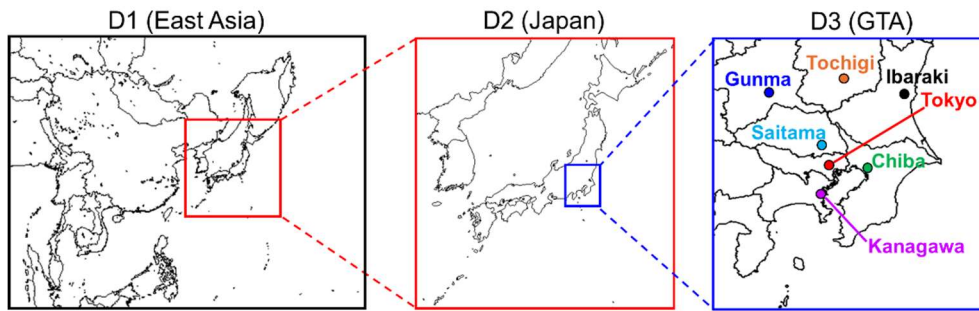 D1 (East Asia)
D2 (Japan)
D3 (GTA)
Tochigi
Gunma
Ibaraki
Tokyo
Saitama
Chiba
Kanagawa